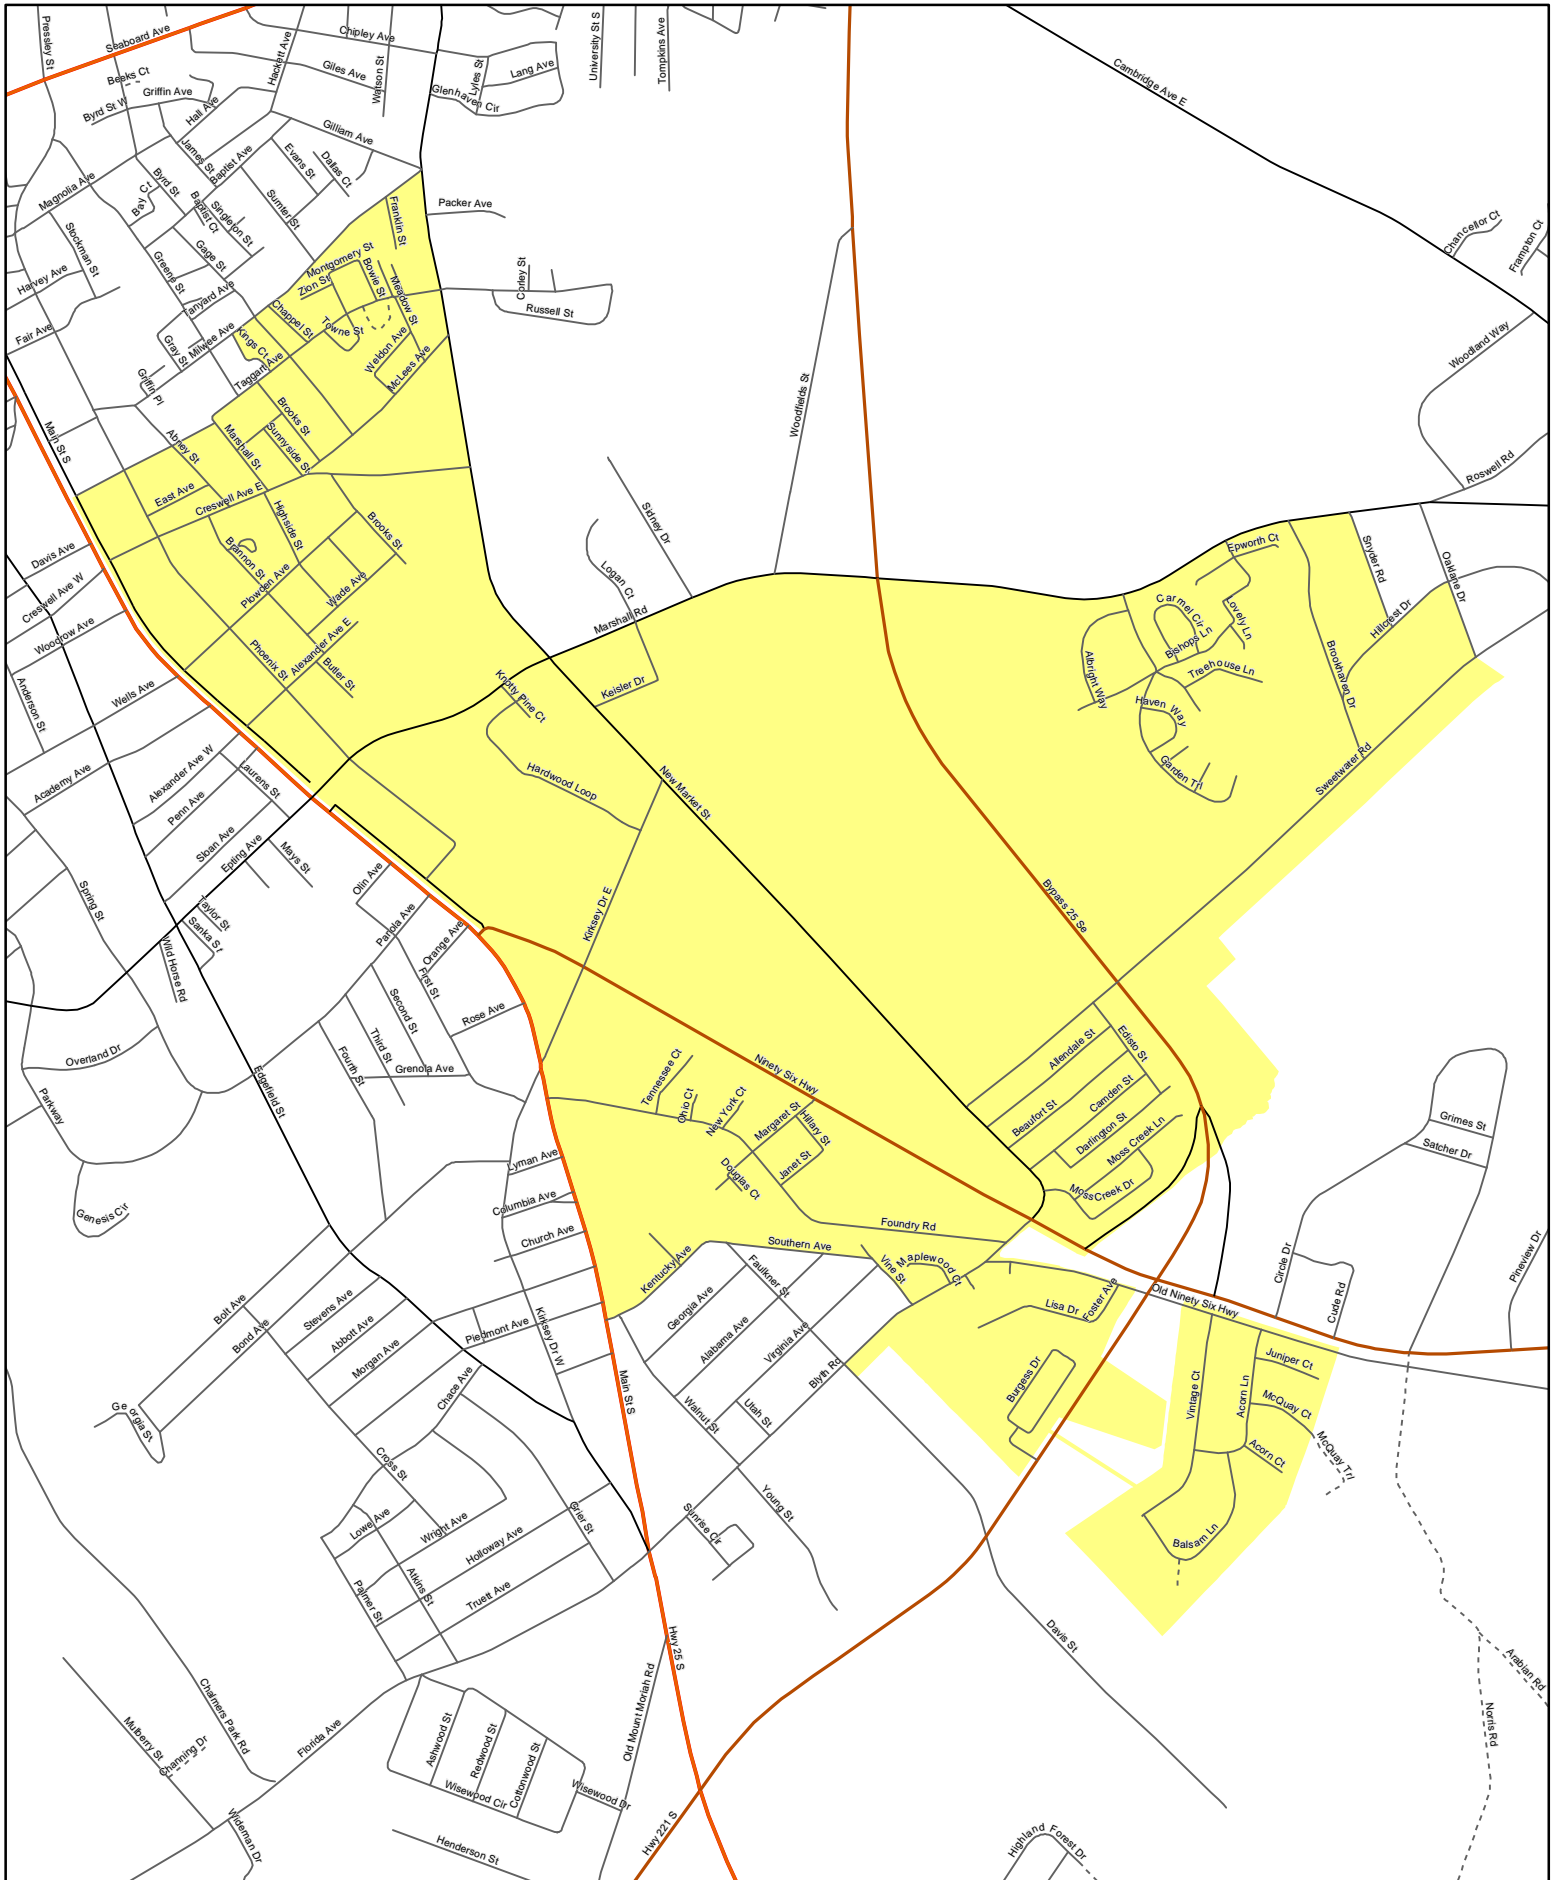 Pressley St
Seaboard Ave
Hackett Ave
Chipley Ave
University St S
Tompkins Ave
Giles Ave
Watson St
Lyles St
Lang Ave
Cambridge Ave E
Beeks Ct
Griffin Ave
Glenhaven Cir
Byrd St W
Hall Ave
Gilliam Ave
James St
Baptist Ave
Evans St
Dallas Ct
Magnolia Ave
Byrd St
Bay Ct
Baptist Ct
Singleton St
Sumter St
Franklin St
Packer Ave
Chancellor Ct
Frampton Ct
Stockman St
Gage St
Greene St
Montgomery St
Zion St
Bowie St
Meadow St
Corley St
Harvey Ave
Tanyard Ave
Chappel St
Russell St
Fair Ave
Gray St
Milwee Ave
Kings Ct
Towne St
Weldon Ave
McLees Ave
Woodland Way
Taggart Ave
Griffin Pl
Woodfields St
Brooks St
Main St S
Abney St
Marshall St
Sunnyside St
Roswell Rd
East Ave
Creswell Ave E
Highside St
Brooks St
Sidney Dr
Davis Ave
Brannon St
Epworth Ct
Snyder Rd
Oaklane Dr
Creswell Ave W
Plowden Ave
Wade Ave
Logan Ct
Carmel Cir
Lovely Ln
Hillcrest Dr
Woodrow Ave
Marshall Rd
Alexander Ave E
Bishops Ln
Phoenix St
Butler St
Albright Way
Treehouse Ln
Brookhaven Dr
Anderson St
Wells Ave
Knotty Pine Ct
Keisler Dr
Haven Way
Academy Ave
Alexander Ave W
Laurens St
Hardwood Loop
New Market St
Garden Trl
Sweetwater Rd
Penn Ave
Sloan Ave
Epting Ave
Mays St
Olin Ave
Spring St
Taylor St
Sanka St
Panola Ave
Orange Ave
Kirksey Dr E
Bypass 25 Se
Wild Horse Rd
First St
Second St
Rose Ave
Overland Dr
Third St
Fourth St
Grenola Ave
Edgefield St
Parkway
Tennessee Ct
Ohio Ct
New York Ct
Ninety Six Hwy
Margaret St
Hillary St
Allendale St
Edisto St
Beaufort St
Camden St
Darlington St
Moss Creek Ln
Moss Creek Dr
Grimes St
Satcher Dr
Lyman Ave
Douglas Ct
Janet St
Columbia Ave
Genesis Cir
Church Ave
Foundry Rd
Southern Ave
Kentucky Ave
Faulkner St
Vine St
Maplewood Ct
Circle Dr
Pineview Dr
Bolt Ave
Stevens Ave
Georgia Ave
Lisa Dr
Foster Ave
Old Ninety Six Hwy
Cude Rd
Bond Ave
Abbott Ave
Piedmont Ave
Kirksey Dr W
Alabama Ave
Virginia Ave
Morgan Ave
Blyth Rd
Juniper Ct
Burgess Dr
Vintage Ct
Acorn Ln
McQuay Ct
Chace Ave
Main St S
Walnut St
Utah St
Georgia St
Acorn Ct
McQuay Trl
Cross St
Young St
Lowe Ave
Wright Ave
Grier St
Sunrise Cir
Balsam Ln
Holloway Ave
Atkins St
Palmer St
Truett Ave
Davis St
Hwy 25 S
Arabian Rd
Chalmers Park Rd
Old Mount Moriah Rd
Norris Rd
Mulberry St
Channing Dr
Florida Ave
Ashwood St
Redwood St
Cottonwood St
Wisewood Cir
Wisewood Dr
Wideman Dr
Henderson St
Hwy 221 S
Highland Forest Dr